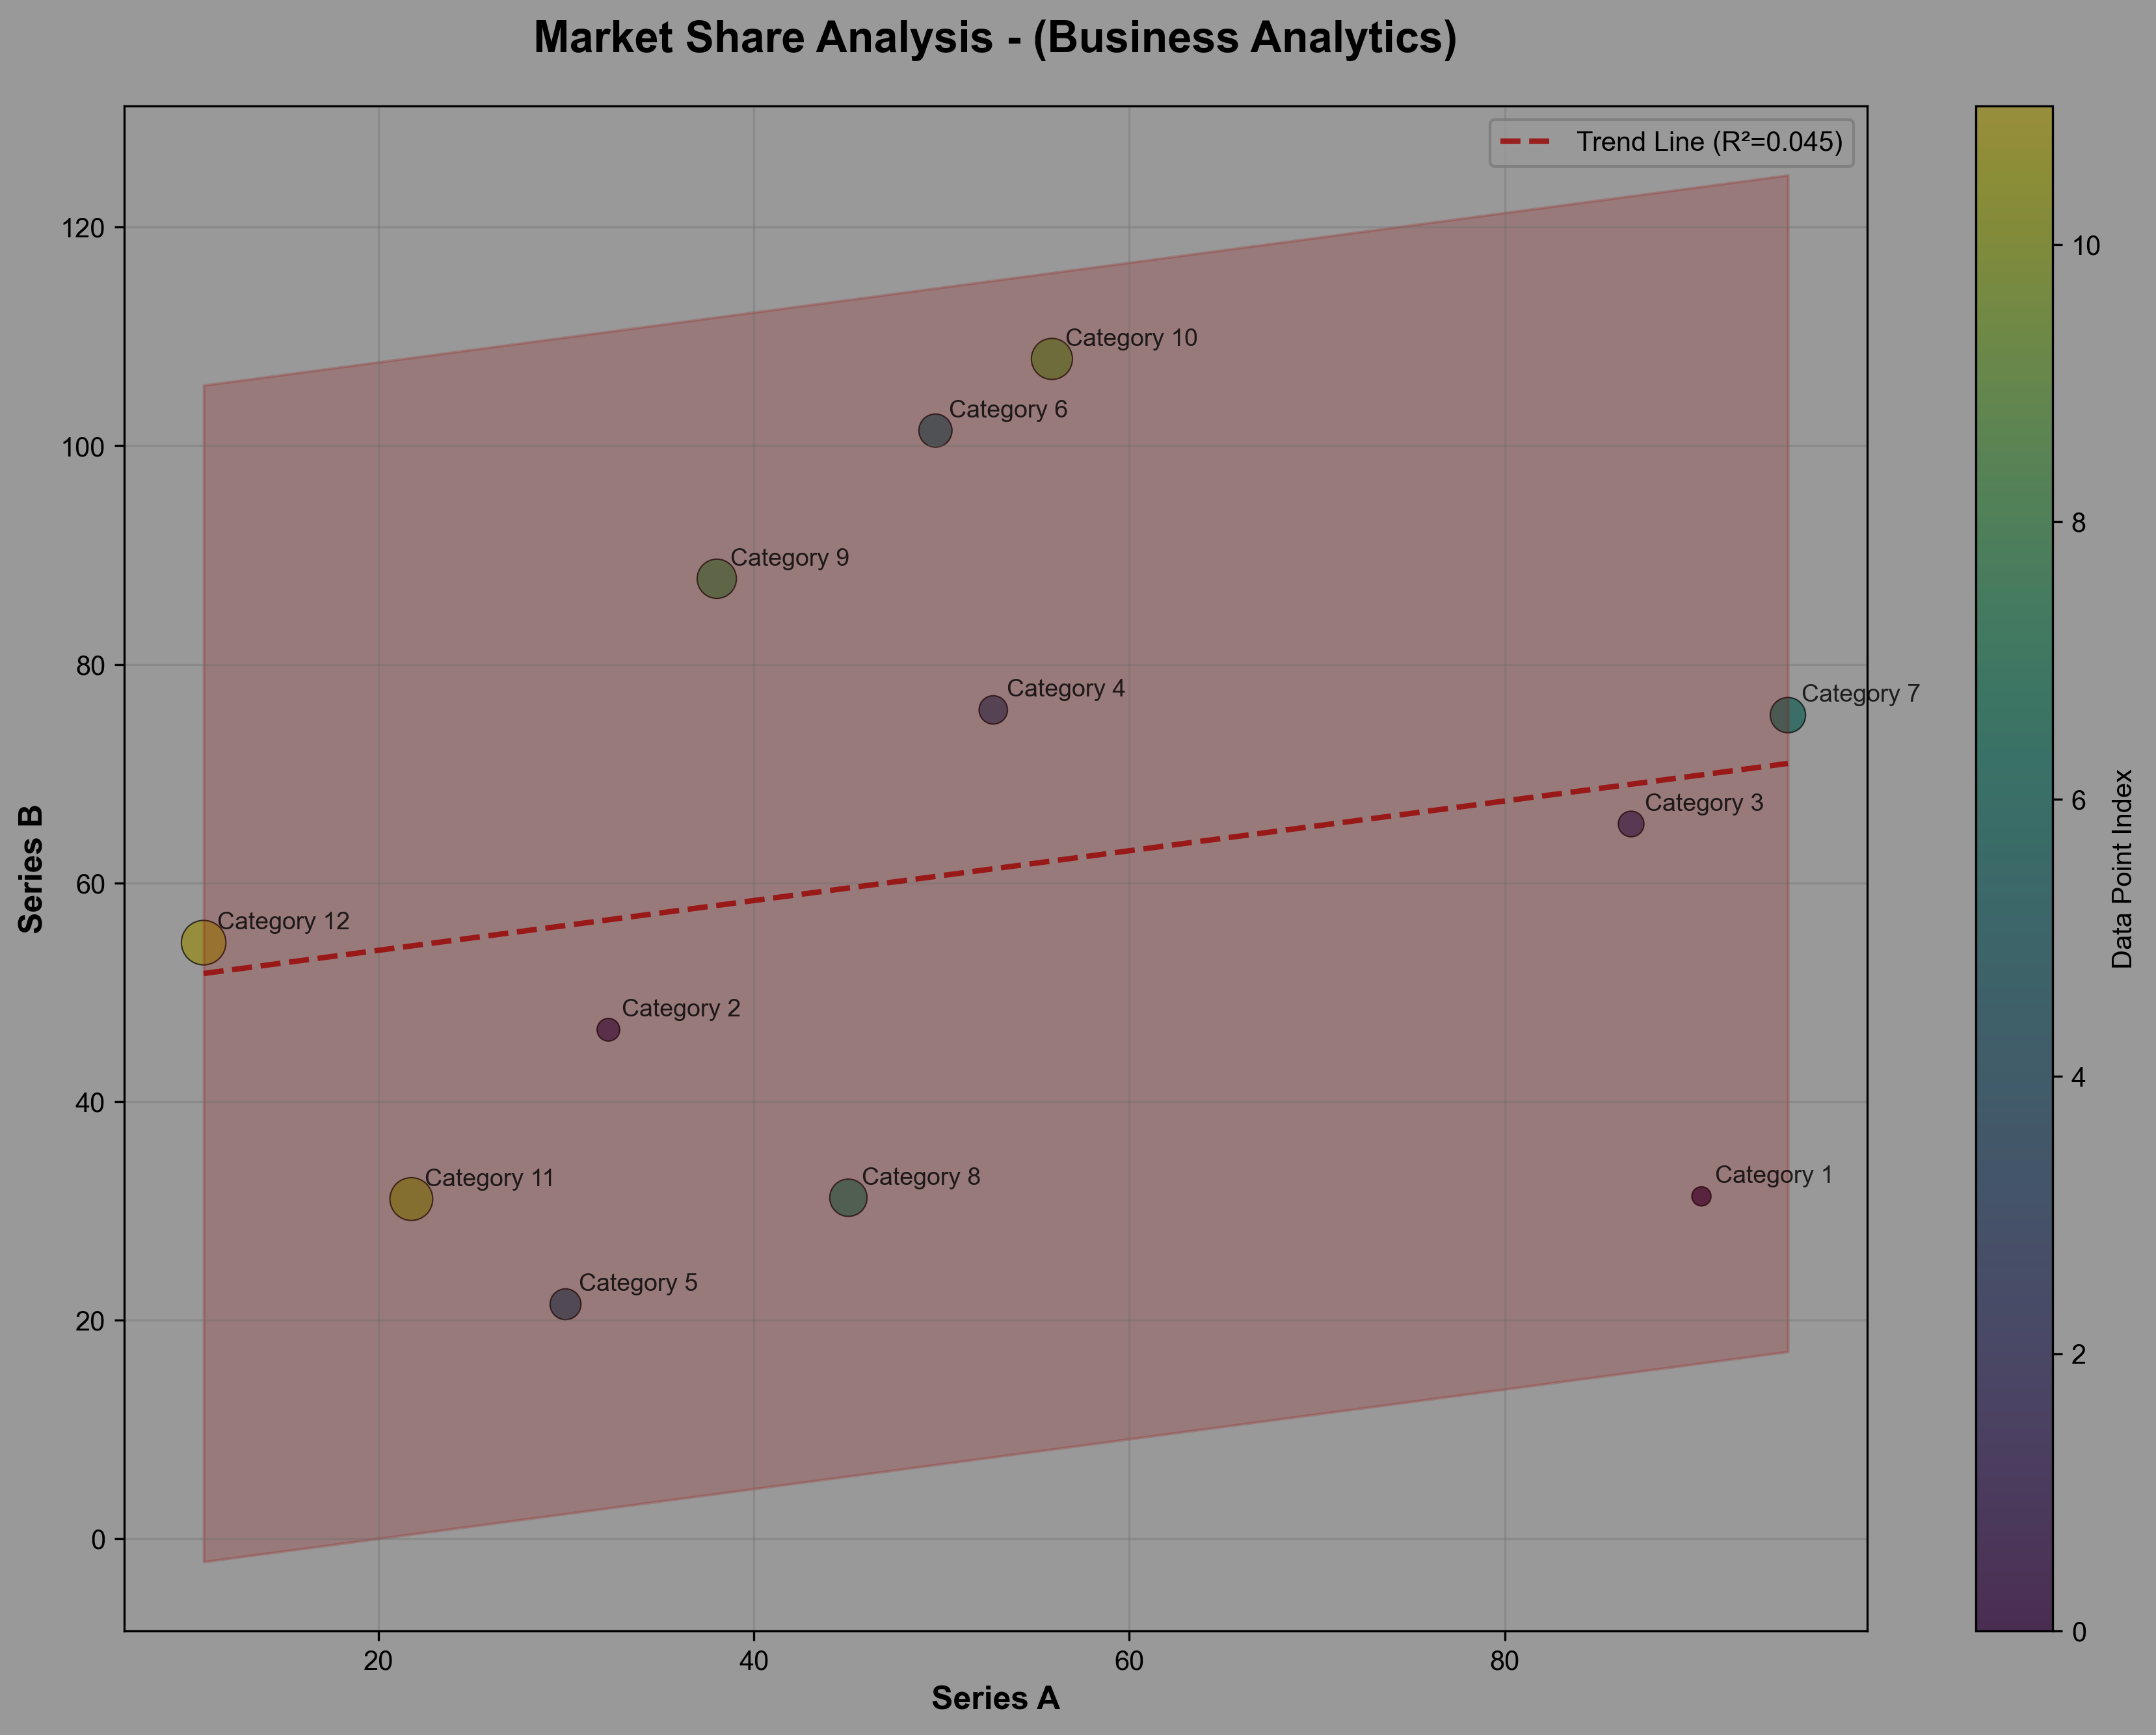 Market Share Analysis - (Business Analytics)
Trend Line (R²=0.045)
120
100
80
60
40
20
0
Series B
Category 10
Category 6
Category 9
Category 4
Category 7
Category 3
Category 12
Category 2
Category 11
Category 8
Category 1
Category 5
20
40
60
80
Series A
10
8
6
4
2
0
Data Point Index